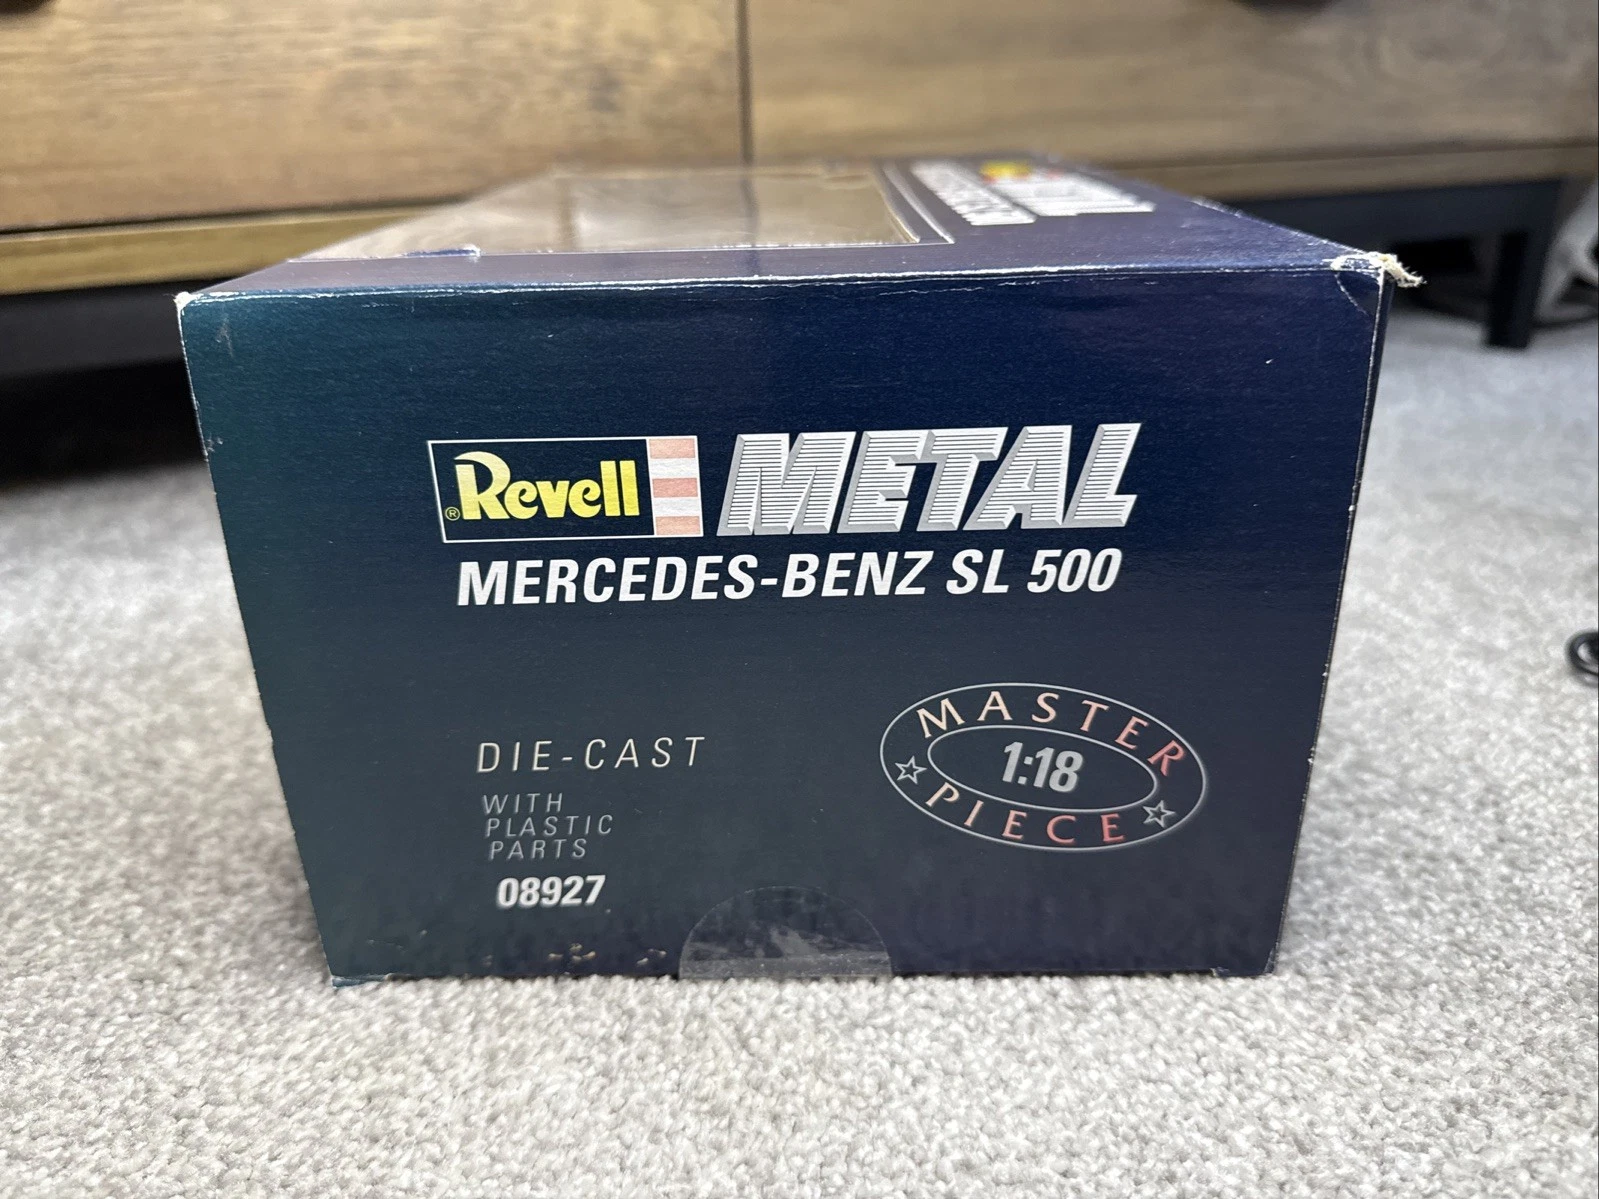 ® Revell METAL
MERCEDES-BENZ SL 500
DIE-CAST
WITH
PLASTIC
PARTS
08927
MASTER
1:18
PIECE